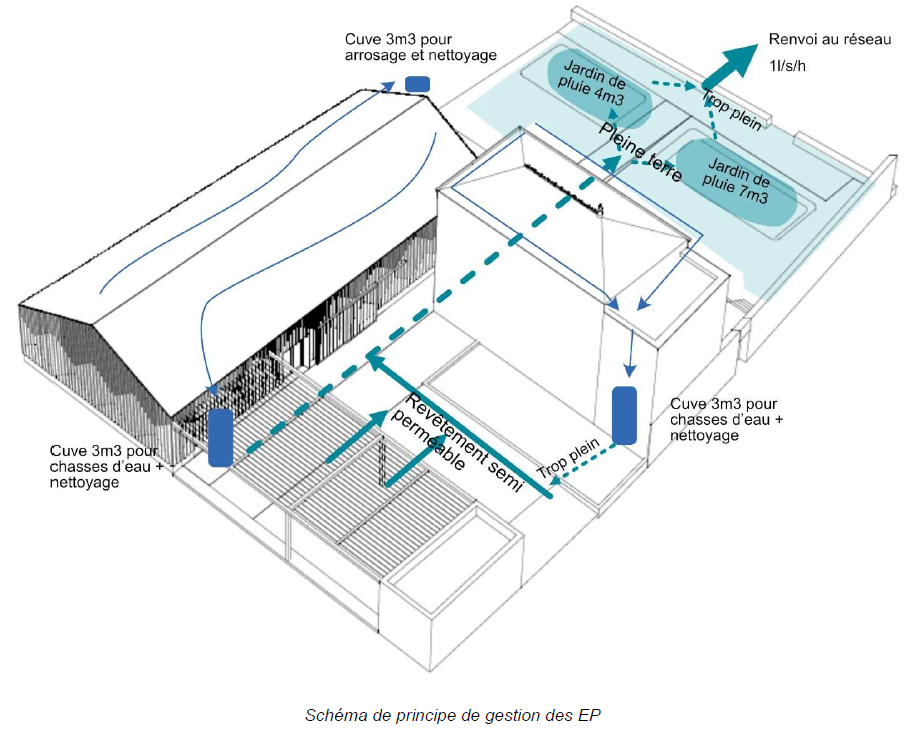 Cuve 3m3 pour
arrosage et nettoyage
Renvoi au réseau
1l/s/h
Jardin de
pluie 4m3
Trop plein
Pleine terre
Jardin de
pluie 7m3
Revêtement semi
perméable
Cuve 3m3 pour
chasses d'eau +
nettoyage
Cuve 3m3 pour
chasses d'eau +
nettoyage
Trop plein
Schéma de principe de gestion des EP